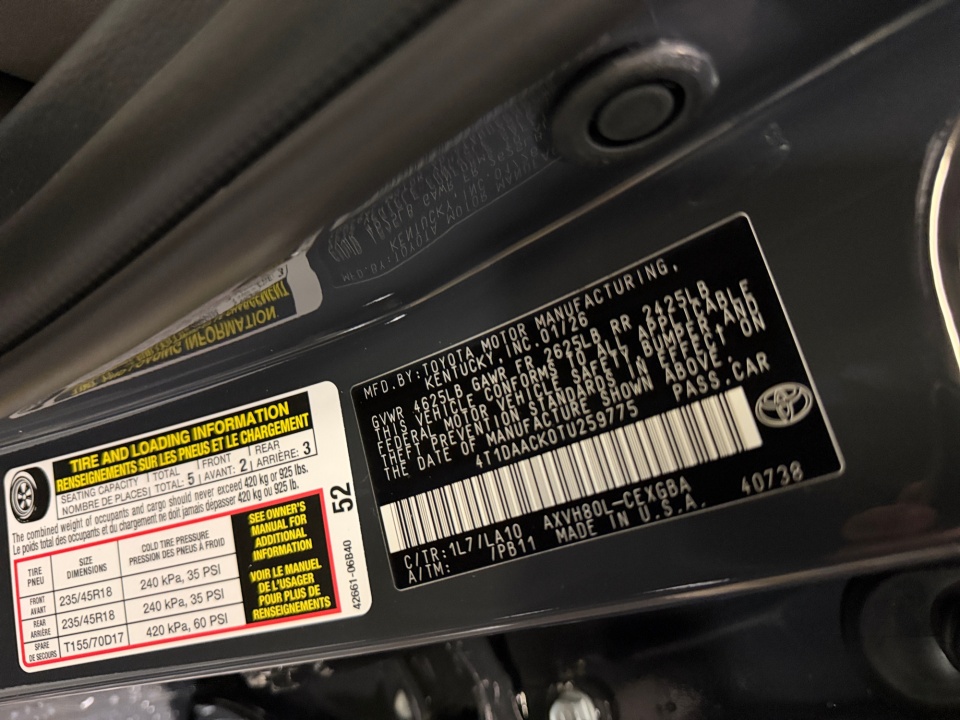 MFD.BY:TOYOTA MOTOR MANUFACTURING,
KENTUCKY,INC.01/26
GVWR 4625LB GAWR FR 2625LB RR 2425LB
THIS VEHICLE CONFORMS TO ALL APPLICABLE
FEDERAL MOTOR VEHICLE SAFETY, BUMPER,AND
THEFT PREVENTION STANDARDS IN EFFECT ON
THE DATE OF MANUFACTURE SHOWN ABOVE.
4T1DAACK0TU259775 PASS.CAR
C/TR:1L7/LA10 AXVH80L-CEXGBA 40738
A/TM: 7PB11 MADE IN U.S.A.
TIRE AND LOADING INFORMATION
RENSEIGNEMENTS SUR LES PNEUS ET LE CHARGEMENT
SEATING CAPACITY TOTAL 5 FRONT 2 REAR 3
NOMBRE DE PLACES TOTAL: AVANT: ARRIÈRE:
The combined weight of occupants and cargo should never exceed 420 kg or 925 lbs.
Le poids total des occupants et du chargement ne doit jamais dépasser 420 kg ou 925 lb.
TIRE SIZE COLD TIRE PRESSURE
PNEU DIMENSIONS PRESSION DES PNEUS À FROID
FRONT
AVANT 235/45R18 240 kPa, 35 PSI
REAR
ARRIÈRE 235/45R18 240 kPa, 35 PSI
SPARE
DE SECOURS T155/70D17 420 kPa, 60 PSI
SEE OWNER'S
MANUAL FOR
ADDITIONAL
INFORMATION
VOIR LE MANUEL
DE L'USAGER
POUR PLUS DE
RENSEIGNEMENTS
52
42661-06B40